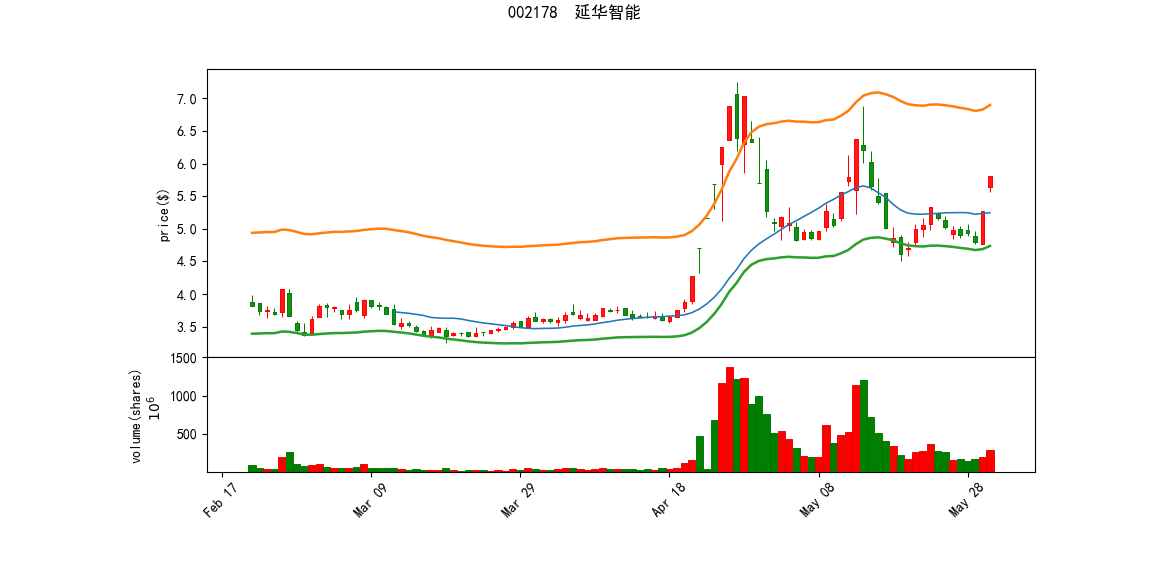 002178 延华智能
7.0
6.5
6.0
5.5
5.0
4.5
4.0
3.5
price($)
1500
1000
500
volume(shares)
10^6
Feb 17
Mar 09
Mar 29
Apr 18
May 08
May 28